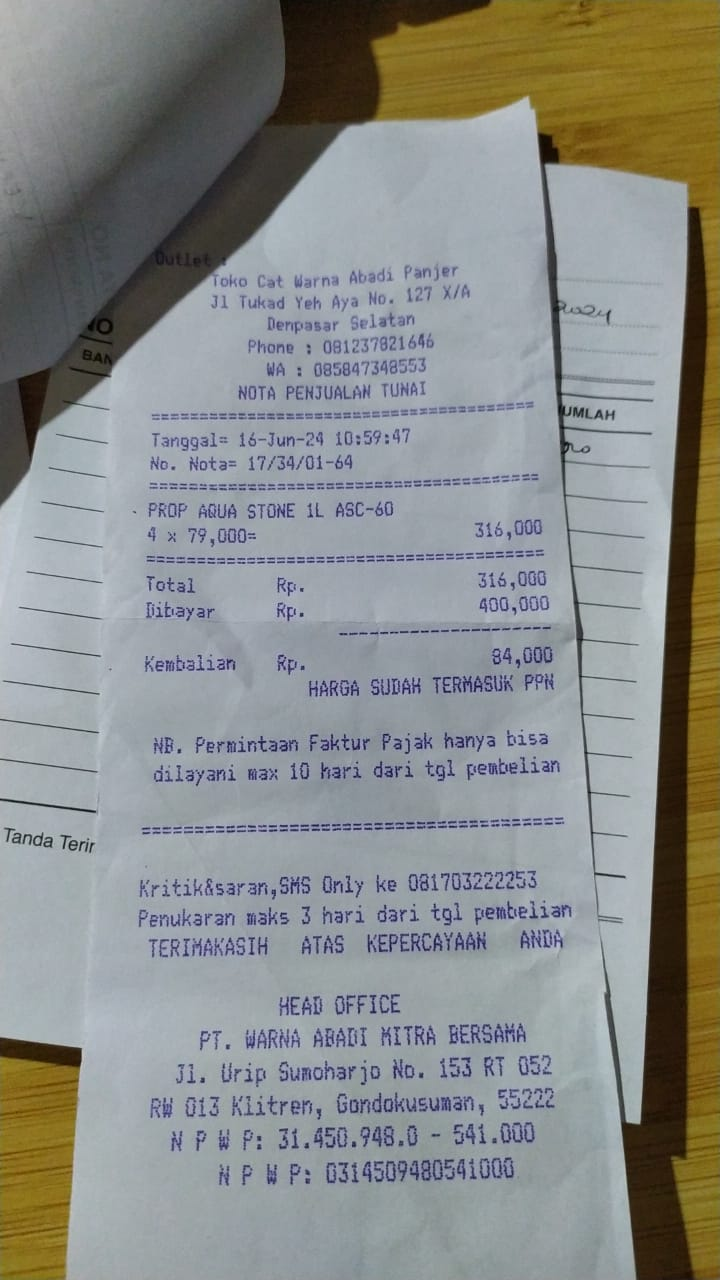 Outlet :
Toko Cat Warna Abadi Panjer
Jl Tukad Yeh Aya No. 127 X/A
Denpasar Selatan
Phone : 081237821646
WA : 085847348553
NOTA PENJUALAN TUNAI
======================================
Tanggal= 16-Jun-24 10:59:47
No. Nota= 17/34/01-64
======================================
PROP AQUA STONE 1L ASC-60
4 x 79,000= 316,000
======================================
Total Rp. 316,000
Dibayar Rp. 400,000
--------------------
Kembalian Rp. 84,000
HARGA SUDAH TERMASUK PPN
NB. Permintaan Faktur Pajak hanya bisa
dilayani max 10 hari dari tgl pembelian
======================================
Kritik&saran,SMS Only ke 081703222253
Penukaran maks 3 hari dari tgl pembelian
TERIMAKASIH ATAS KEPERCAYAAN ANDA
HEAD OFFICE
PT. WARNA ABADI MITRA BERSAMA
Jl. Urip Sumoharjo No. 153 RT 052
RW 013 Klitren, Gondokusuman, 55222
N P W P: 31.450.948.0 - 541.000
N P W P: 0314509480541000
2024
UMLAH
NO
BAN
Tanda Terir